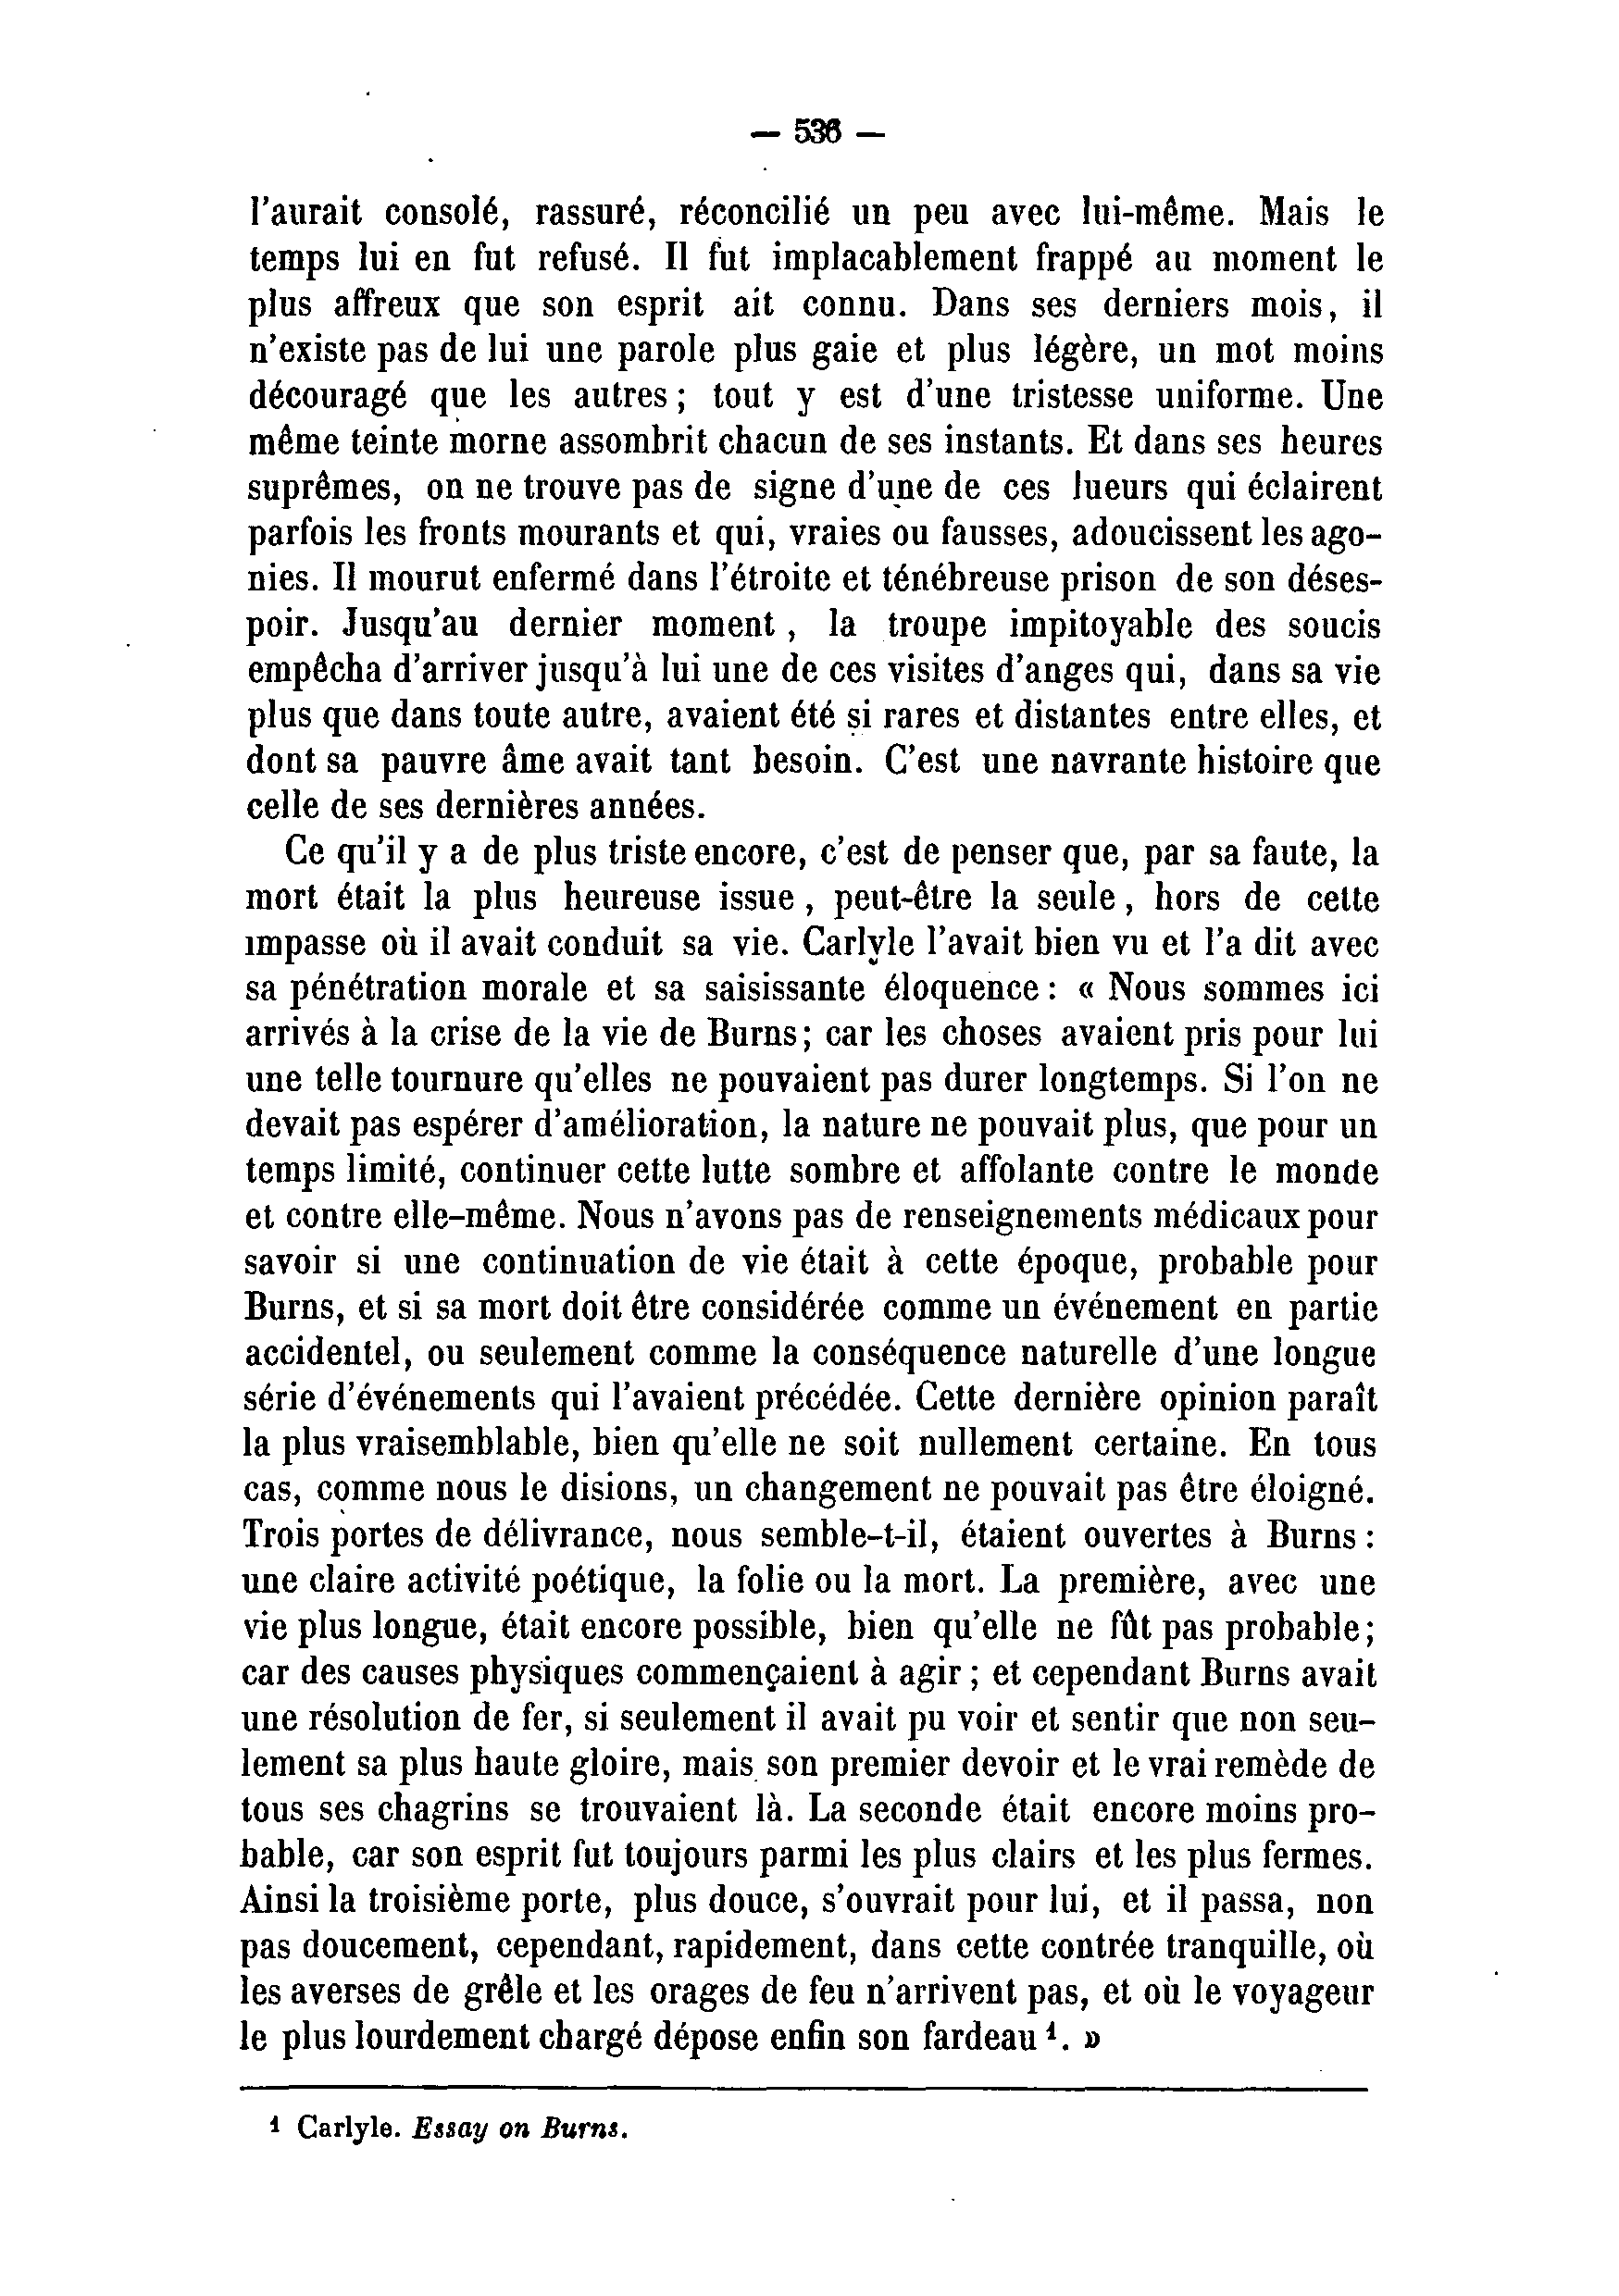 — 536 —
l'aurait consolé, rassuré, réconcilié un peu avec lui-même. Mais le
temps lui en fut refusé. Il fut implacablement frappé au moment le
plus affreux que son esprit ait connu. Dans ses derniers mois, il
n'existe pas de lui une parole plus gaie et plus légère, un mot moins
découragé que les autres ; tout y est d'une tristesse uniforme. Une
même teinte morne assombrit chacun de ses instants. Et dans ses heures
suprêmes, on ne trouve pas de signe d'une de ces lueurs qui éclairent
parfois les fronts mourants et qui, vraies ou fausses, adoucissent les ago-
nies. Il mourut enfermé dans l'étroite et ténébreuse prison de son déses-
poir. Jusqu'au dernier moment, la troupe impitoyable des soucis
empêcha d'arriver jusqu'à lui une de ces visites d'anges qui, dans sa vie
plus que dans toute autre, avaient été si rares et distantes entre elles, et
dont sa pauvre âme avait tant besoin. C'est une navrante histoire que
celle de ses dernières années.
Ce qu'il y a de plus triste encore, c'est de penser que, par sa faute, la
mort était la plus heureuse issue, peut-être la seule, hors de cette
impasse où il avait conduit sa vie. Carlyle l'avait bien vu et l'a dit avec
sa pénétration morale et sa saisissante éloquence : « Nous sommes ici
arrivés à la crise de la vie de Burns; car les choses avaient pris pour lui
une telle tournure qu'elles ne pouvaient pas durer longtemps. Si l'on ne
devait pas espérer d'amélioration, la nature ne pouvait plus, que pour un
temps limité, continuer cette lutte sombre et affolante contre le monde
et contre elle-même. Nous n'avons pas de renseignements médicaux pour
savoir si une continuation de vie était à cette époque, probable pour
Burns, et si sa mort doit être considérée comme un événement en partie
accidentel, ou seulement comme la conséquence naturelle d'une longue
série d'événements qui l'avaient précédée. Cette dernière opinion paraît
la plus vraisemblable, bien qu'elle ne soit nullement certaine. En tous
cas, comme nous le disions, un changement ne pouvait pas être éloigné.
Trois portes de délivrance, nous semble-t-il, étaient ouvertes à Burns :
une claire activité poétique, la folie ou la mort. La première, avec une
vie plus longue, était encore possible, bien qu'elle ne fût pas probable;
car des causes physiques commençaient à agir ; et cependant Burns avait
une résolution de fer, si seulement il avait pu voir et sentir que non seu-
lement sa plus haute gloire, mais son premier devoir et le vrai remède de
tous ses chagrins se trouvaient là. La seconde était encore moins pro-
bable, car son esprit fut toujours parmi les plus clairs et les plus fermes.
Ainsi la troisième porte, plus douce, s'ouvrait pour lui, et il passa, non
pas doucement, cependant, rapidement, dans cette contrée tranquille, où
les averses de grêle et les orages de feu n'arrivent pas, et où le voyageur
le plus lourdement chargé dépose enfin son fardeau ¹. »
¹ Carlyle. Essay on Burns.